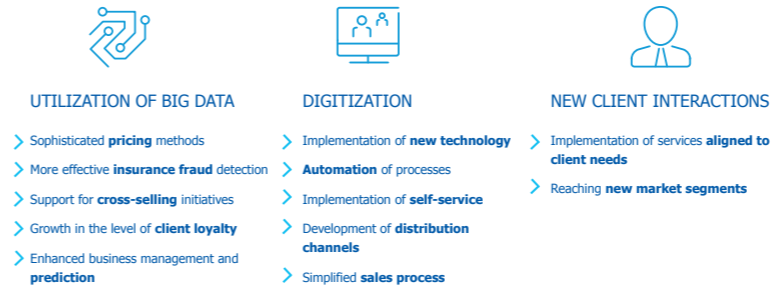 UTILIZATION OF BIG DATA
Sophisticated pricing methods
More effective insurance fraud detection
Support for cross-selling initiatives
Growth in the level of client loyalty
Enhanced business management and
prediction
DIGITIZATION
Implementation of new technology
Automation of processes
Implementation of self-service
Development of distribution
channels
Simplified sales process
NEW CLIENT INTERACTIONS
Implementation of services aligned to
client needs
Reaching new market segments